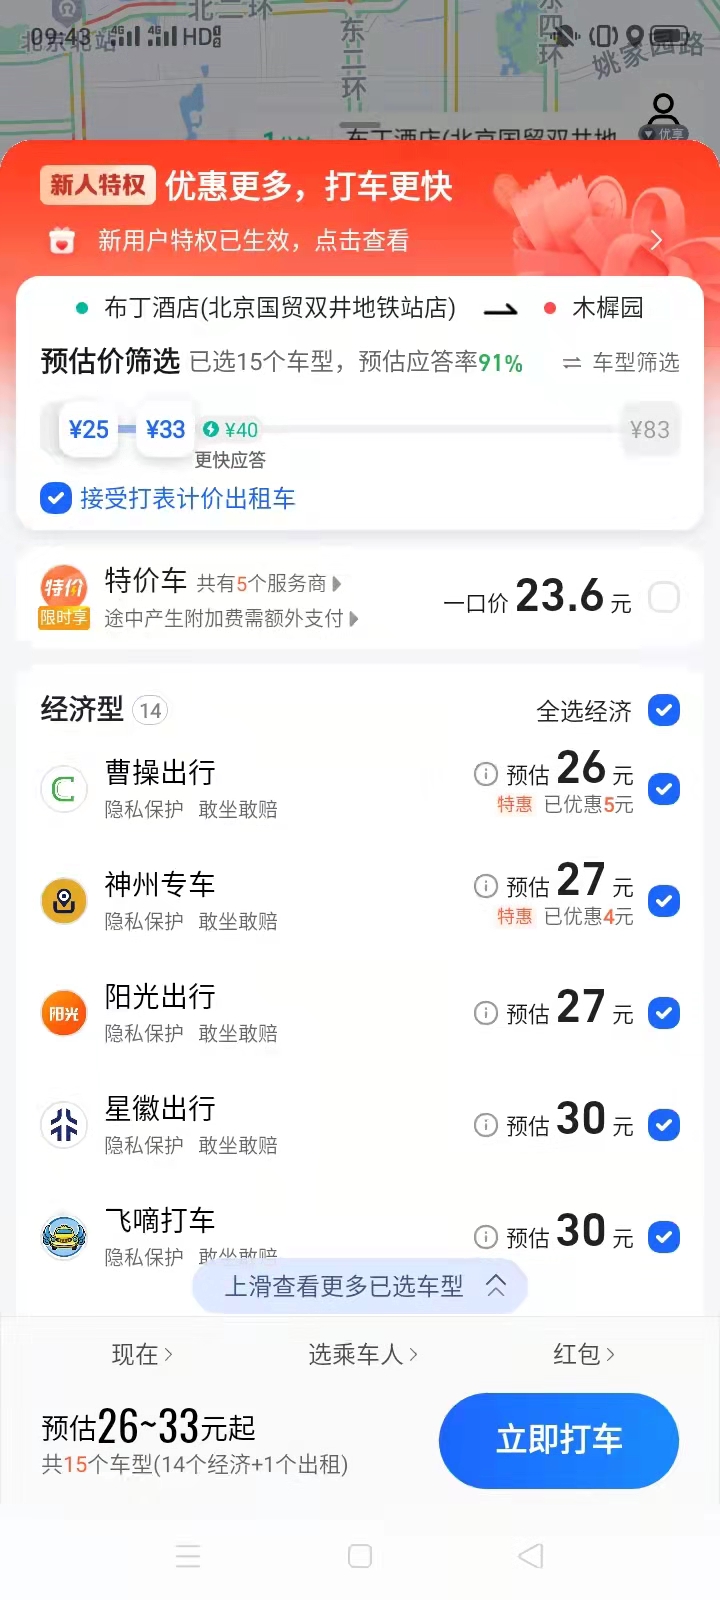 北二环
09:43 4G 4G HD
北京北站
东三环
东四环
姚家园路
优享
布丁酒店(北京国贸双井地
新人特权 优惠更多，打车更快
新用户特权已生效，点击查看
布丁酒店(北京国贸双井地铁站店) 木樨园
预估价筛选 已选15个车型，预估应答率91% 车型筛选
¥25 ¥33 ¥40 ¥83
更快应答
接受打表计价出租车
特价 特价车 共有5个服务商
一口价 23.6 元
限时享 途中产生附加费需额外支付
经济型 14 全选经济
曹操出行 预估 26 元
隐私保护 敢坐敢赔 特惠 已优惠5元
神州专车 预估 27 元
隐私保护 敢坐敢赔 特惠 已优惠4元
阳光出行 预估 27 元
阳光
隐私保护 敢坐敢赔
星徽出行 预估 30 元
隐私保护 敢坐敢赔
飞嘀打车 预估 30 元
隐私保护 敢坐敢赔
上滑查看更多已选车型
现在 选乘车人 红包
预估26~33元起 立即打车
共15个车型(14个经济+1个出租)